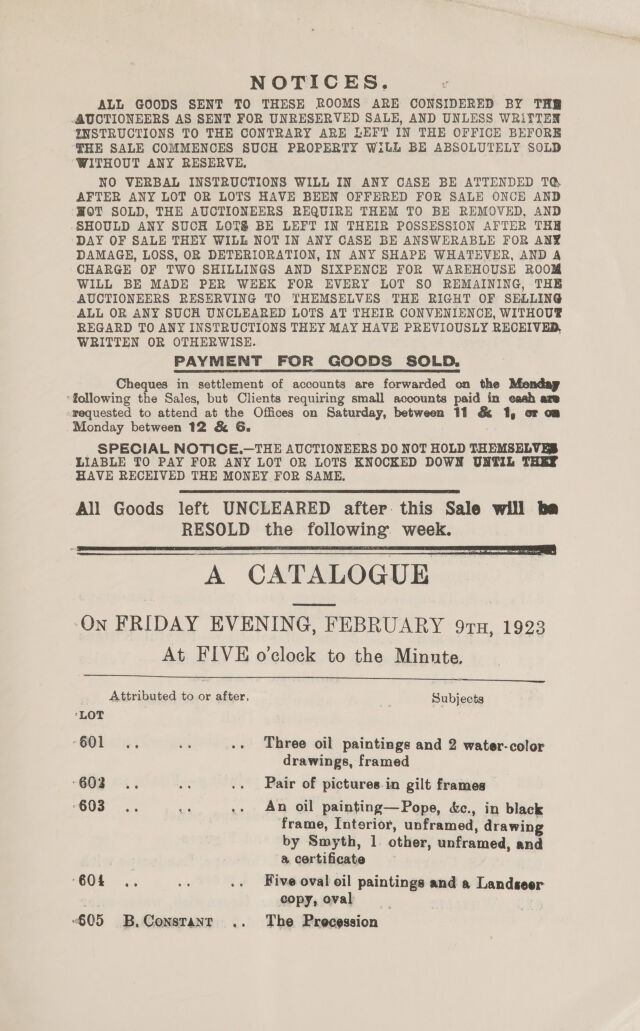 NOTICES.
ALL GOODS SENT TO THESE ROOMS ARE CONSIDERED BY THE
AUCTIONEERS AS SENT FOR UNRESERVED SALE, AND UNLESS WRITTEN
INSTRUCTIONS TO THE CONTRARY ARE LEFT IN THE OFFICE BEFORE
THE SALE COMMENCES SUCH PROPERTY WILL BE ABSOLUTELY SOLD
WITHOUT ANY RESERVE.
NO VERBAL INSTRUCTIONS WILL IN ANY CASE BE ATTENDED TO.
AFTER ANY LOT OR LOTS HAVE BEEN OFFERED FOR SALE ONCE AND
NOT SOLD, THE AUCTIONEERS REQUIRE THEM TO BE REMOVED, AND
SHOULD ANY SUCH LOTS BE LEFT IN THEIR POSSESSION AFTER THE
DAY OF SALE THEY WILL NOT IN ANY CASE BE ANSWERABLE FOR ANY
DAMAGE, LOSS, OR DETERIORATION, IN ANY SHAPE WHATEVER, AND A
CHARGE OF TWO SHILLINGS AND SIXPENCE FOR WAREHOUSE ROOM
WILL BE MADE PER WEEK FOR EVERY LOT SO REMAINING, THE
AUCTIONEERS RESERVING TO THEMSELVES THE RIGHT OF SELLING
ALL OR ANY SUCH UNCLEARED LOTS AT THEIR CONVENIENCE, WITHOUT
REGARD TO ANY INSTRUCTIONS THEY MAY HAVE PREVIOUSLY RECEIVED,
WRITTEN OR OTHERWISE.
PAYMENT FOR GOODS SOLD.
Cheques in settlement of accounts are forwarded on the Monday
following the Sales, but Clients requiring small accounts paid in cash are
requested to attend at the Offices on Saturday, between 11 & 1, or on
Monday between 12 & 6.
SPECIAL NOTICE.—THE AUCTIONEERS DO NOT HOLD THEMSELVES
LIABLE TO PAY FOR ANY LOT OR LOTS KNOCKED DOWN UNTIL THEY
HAVE RECEIVED THE MONEY FOR SAME.
All Goods left UNCLEARED after this Sale will be
RESOLD the following week.
A CATALOGUE
ON FRIDAY EVENING, FEBRUARY 9TH, 1923
At FIVE o'clock to the Minute.
Attributed to or after. Subjects
LOT
601 .. .. .. Three oil paintings and 2 water-color
drawings, framed
602 .. .. .. Pair of pictures in gilt frames
603 .. .. .. An oil painting—Pope, &c., in black
frame, Interior, unframed, drawing
by Smyth, 1 other, unframed, and
a certificate
604 .. .. .. Five oval oil paintings and a Landseer
copy, oval
605 B. CONSTANT .. The Procession